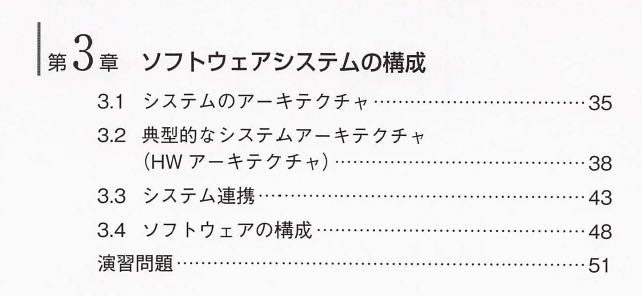 第3章 ソフトウェアシステムの構成
3.1 システムのアーキテクチャ……………………………35
3.2 典型的なシステムアーキテクチャ
（HW アーキテクチャ）……………………………………38
3.3 システム連携……………………………………………43
3.4 ソフトウェアの構成……………………………………48
演習問題………………………………………………………51